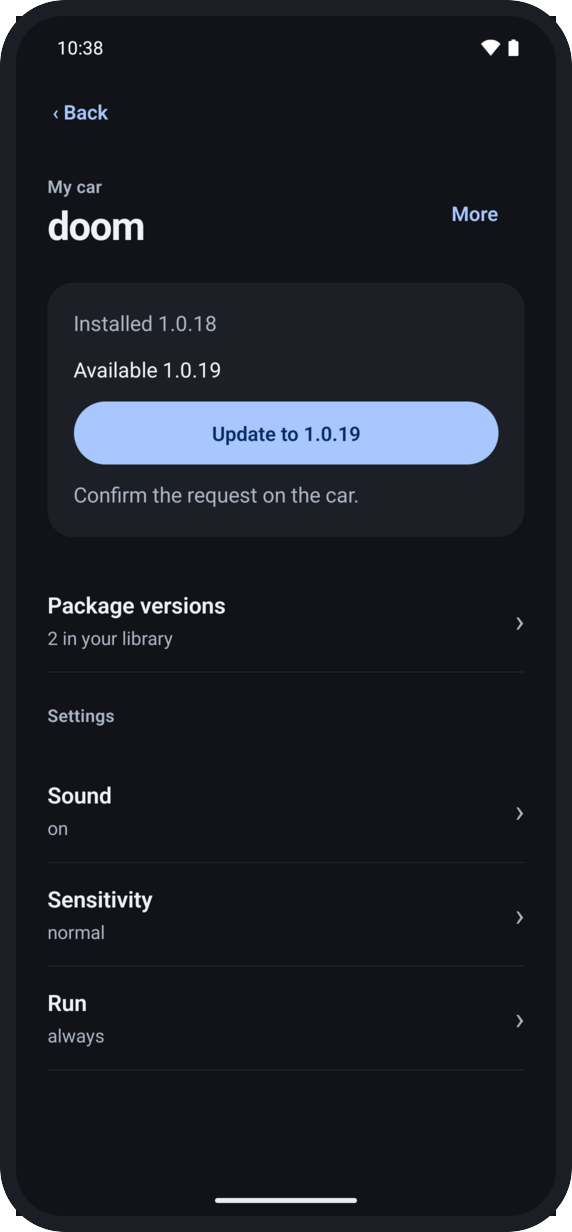 10:38
‹ Back
My car
doom
More
Installed 1.0.18
Available 1.0.19
Update to 1.0.19
Confirm the request on the car.
Package versions
2 in your library
›
Settings
Sound
on
›
Sensitivity
normal
›
Run
always
›